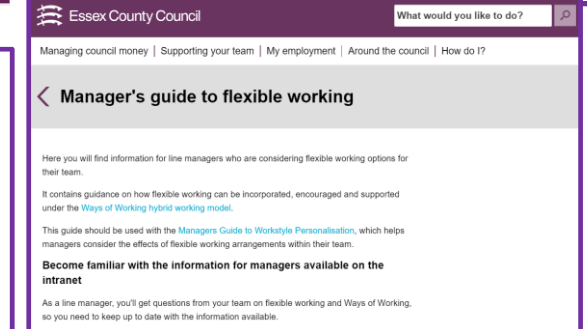 Essex County Council
What would you like to do?
Managing council money | Supporting your team | My employment | Around the council | How do I?
Manager's guide to flexible working
Here you will find information for line managers who are considering flexible working options for
their team.
It contains guidance on how flexible working can be incorporated, encouraged and supported
under the Ways of Working hybrid working model.
This guide should be used with the Managers Guide to Workstyle Personalisation, which helps
managers consider the effects of flexible working arrangements within their team.
Become familiar with the information for managers available on the
intranet
As a line manager, you'll get questions from your team on flexible working and Ways of Working,
so you need to keep up to date with the information available.